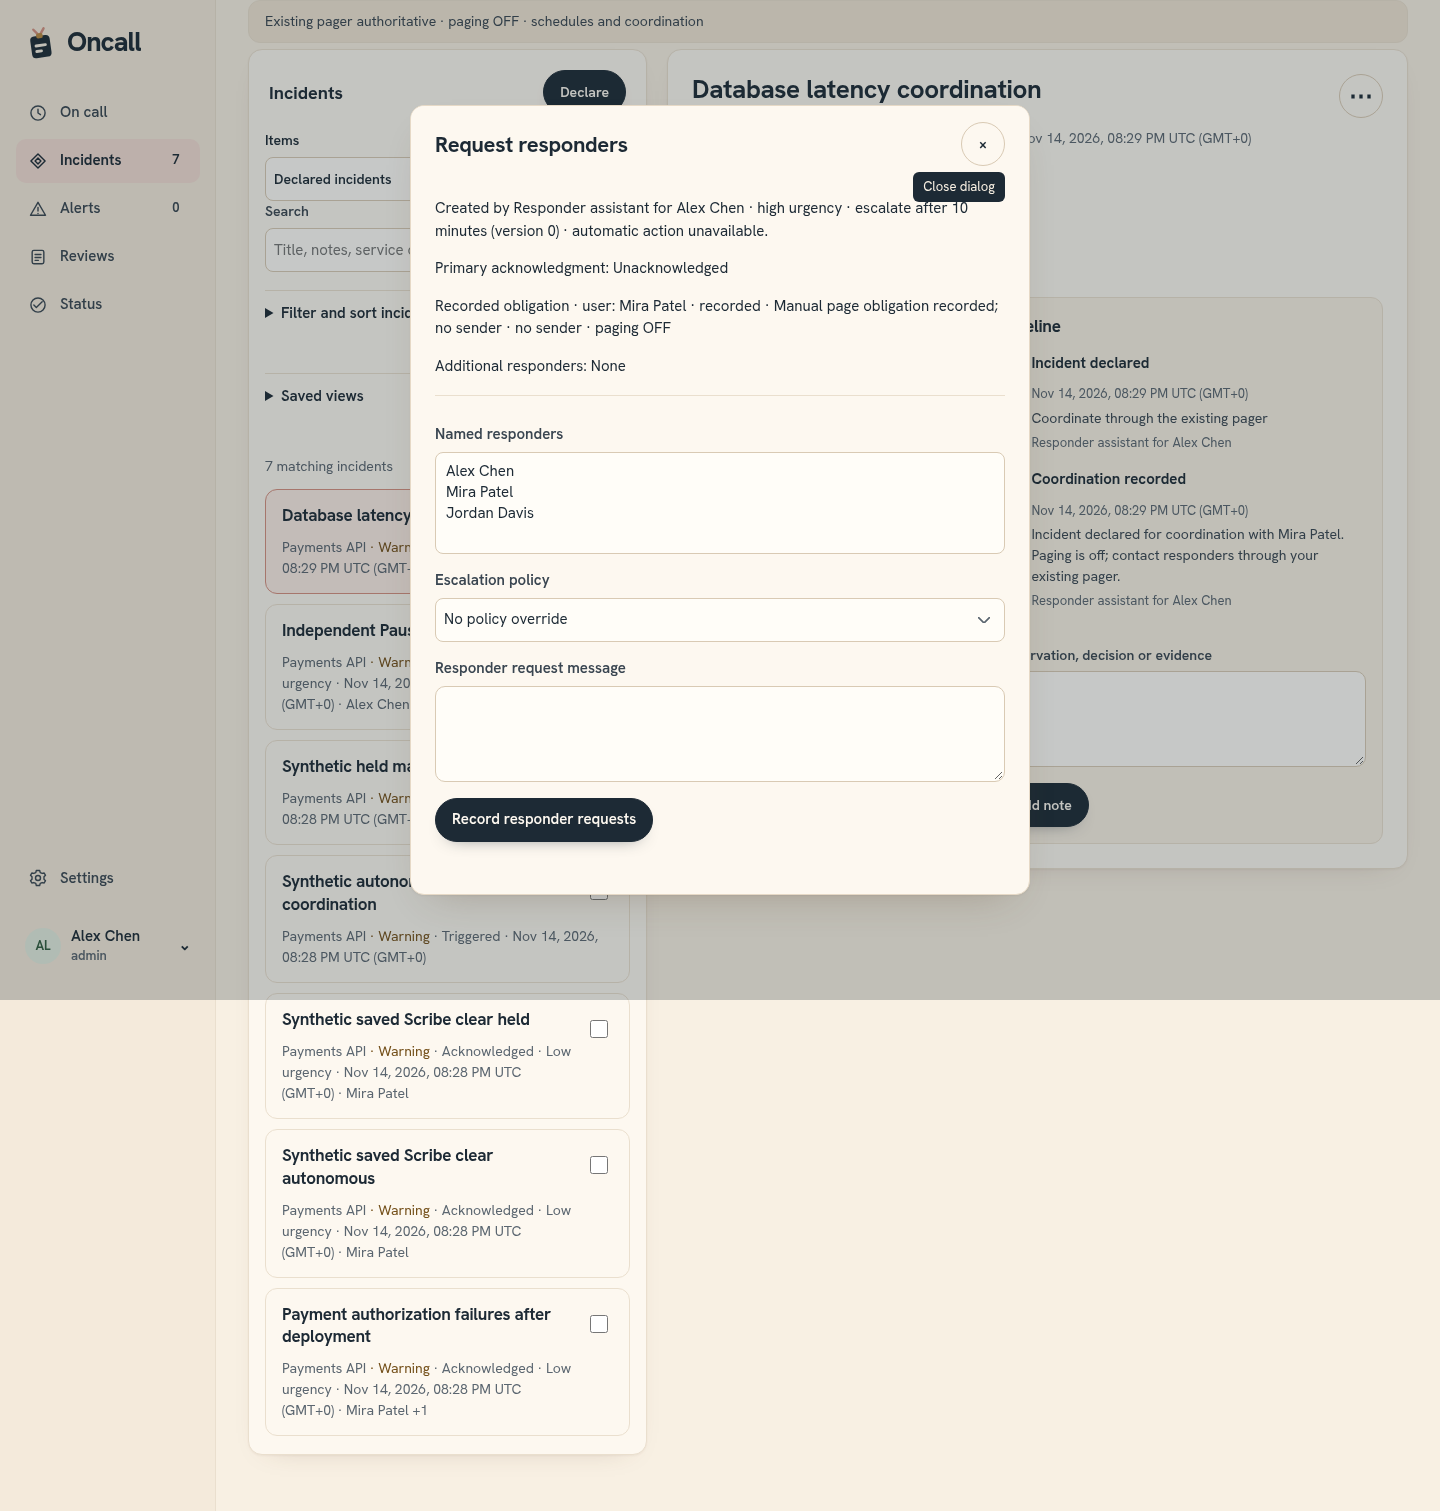 Existing pager authoritative · paging OFF · schedules and coordination
Oncall
On call
Incidents 7
Alerts 0
Reviews
Status
Settings
AL
Alex Chen
admin
Incidents
Declare
Items
Declared incidents
Search
Title, notes, service
Filter and sort
Saved views
7 matching incidents
Database latency
Payments API ·
08:29 PM UTC
Independent
Payments API ·
urgency · Nov 14,
(GMT+0) · Alex Chen
Synthetic held
Payments API ·
08:28 PM UTC
Synthetic
coordination
Payments API · Warning · Triggered · Nov 14, 2026,
08:28 PM UTC (GMT+0)
Synthetic saved Scribe clear held
Payments API · Warning · Acknowledged · Low
urgency · Nov 14, 2026, 08:28 PM UTC
(GMT+0) · Mira Patel
Synthetic saved Scribe clear
autonomous
Payments API · Warning · Acknowledged · Low
urgency · Nov 14, 2026, 08:28 PM UTC
(GMT+0) · Mira Patel
Payment authorization failures after
deployment
Payments API · Warning · Acknowledged · Low
urgency · Nov 14, 2026, 08:28 PM UTC
(GMT+0) · Mira Patel +1
Request responders
×
Close dialog
Created by Responder assistant for Alex Chen · high urgency · escalate after 10
minutes (version 0) · automatic action unavailable.
Primary acknowledgment: Unacknowledged
Recorded obligation · user: Mira Patel · recorded · Manual page obligation recorded;
no sender · no sender · paging OFF
Additional responders: None
Named responders
Alex Chen
Mira Patel
Jordan Davis
Escalation policy
No policy override
Responder request message
Record responder requests
Database latency coordination
14, 2026, 08:29 PM UTC (GMT+0)
Incident declared
Nov 14, 2026, 08:29 PM UTC (GMT+0)
Coordinate through the existing pager
Responder assistant for Alex Chen
Coordination recorded
Nov 14, 2026, 08:29 PM UTC (GMT+0)
Incident declared for coordination with Mira Patel.
Paging is off; contact responders through your
existing pager.
Responder assistant for Alex Chen
decision or evidence
note